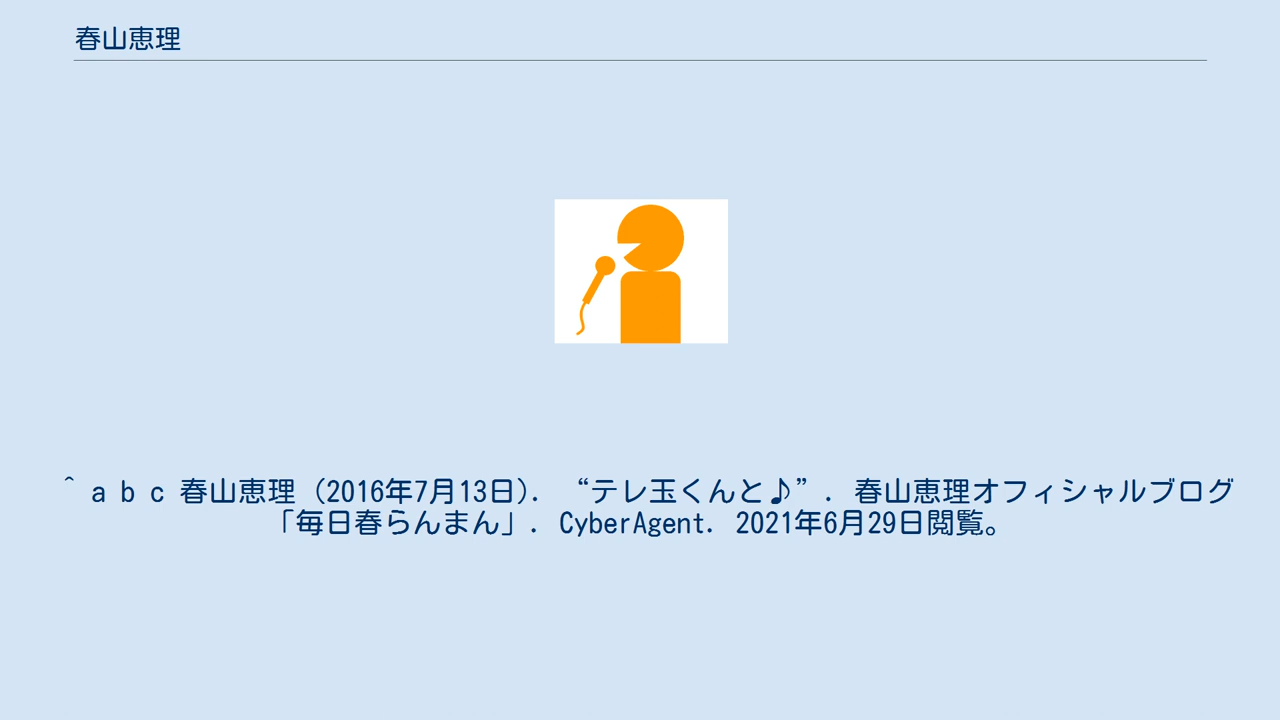 春山恵理
^ a b c 春山恵理 (2016年7月13日). “テレ玉くんと♪”. 春山恵理オフィシャルブログ
「毎日春らんまん」. CyberAgent. 2021年6月29日閲覧。